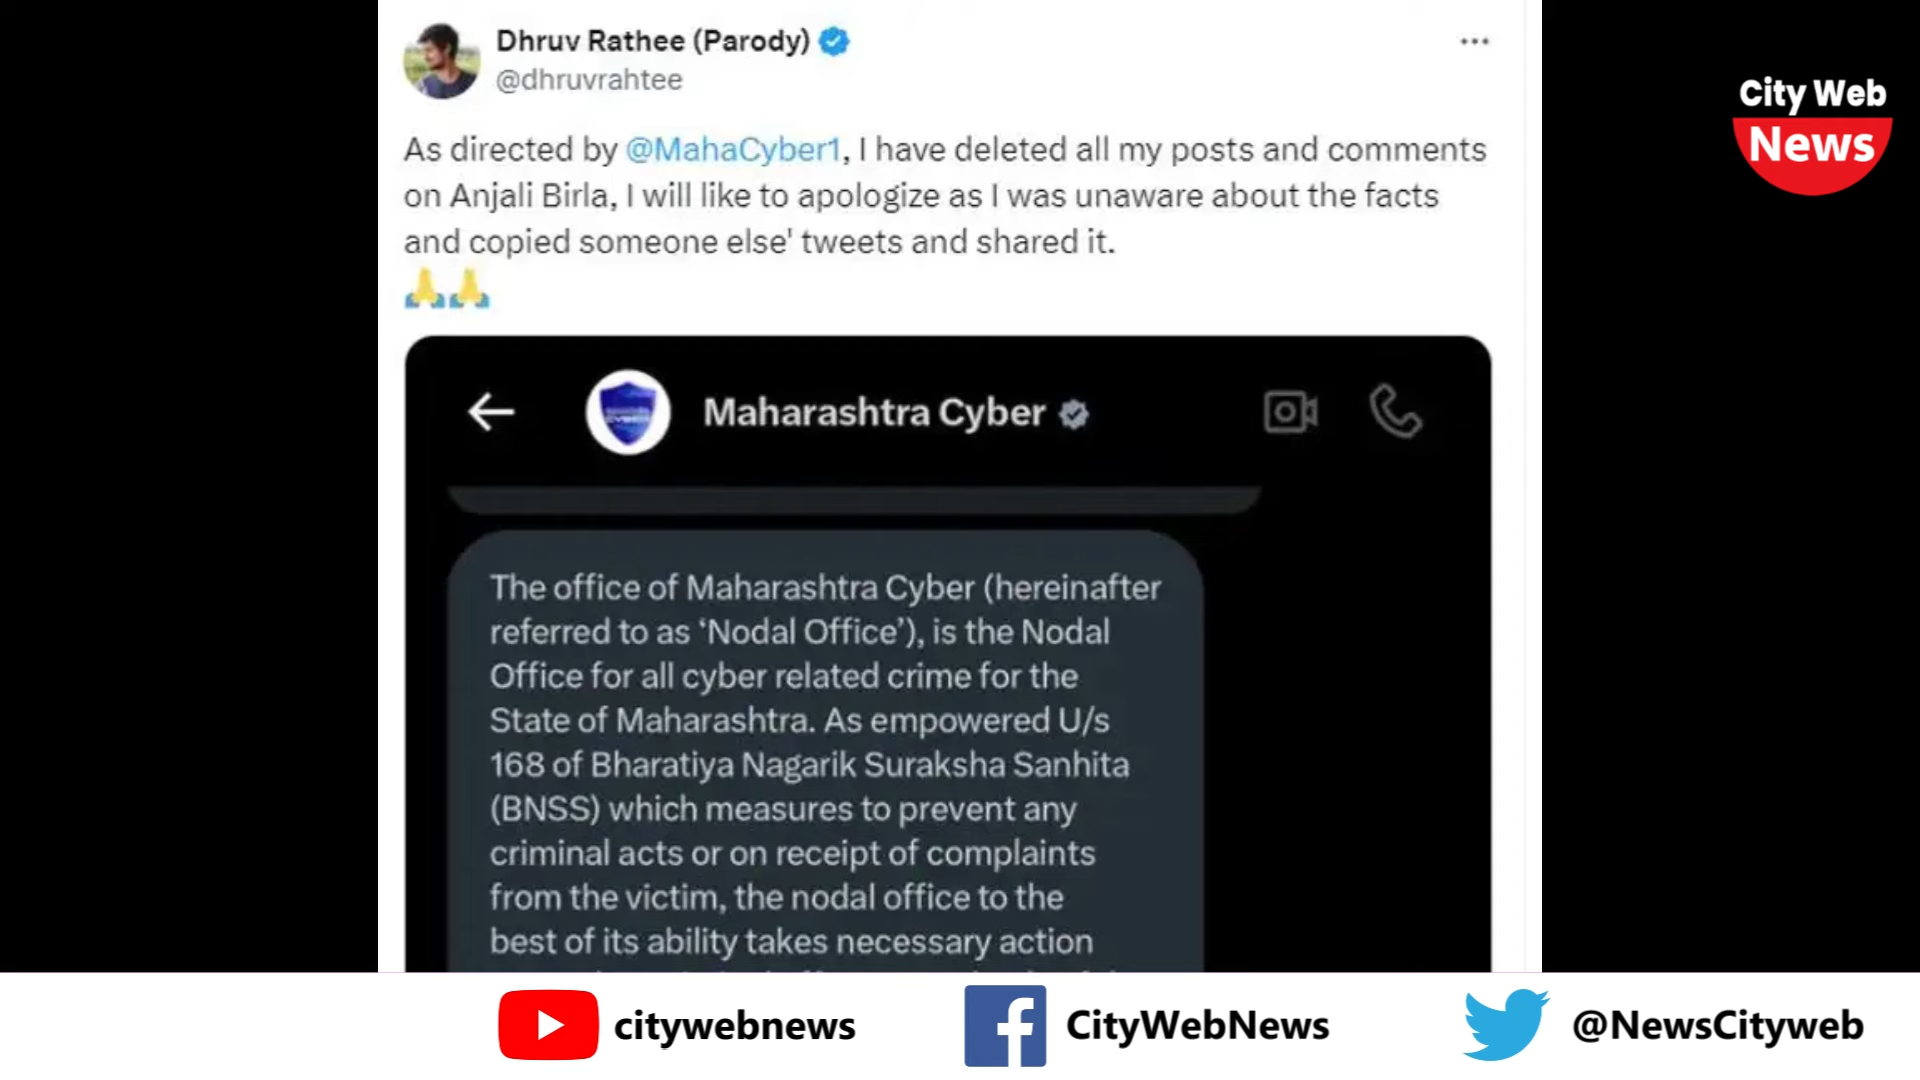 Dhruv Rathee (Parody)
@dhruvrahtee
City Web
News
As directed by @MahaCyber1, I have deleted all my posts and comments
on Anjali Birla, I will like to apologize as I was unaware about the facts
and copied someone else' tweets and shared it.
Maharashtra Cyber
The office of Maharashtra Cyber (hereinafter
referred to as ‘Nodal Office’), is the Nodal
Office for all cyber related crime for the
State of Maharashtra. As empowered U/s
168 of Bharatiya Nagarik Suraksha Sanhita
(BNSS) which measures to prevent any
criminal acts or on receipt of complaints
from the victim, the nodal office to the
best of its ability takes necessary action
citywebnews
CityWebNews
@NewsCityweb